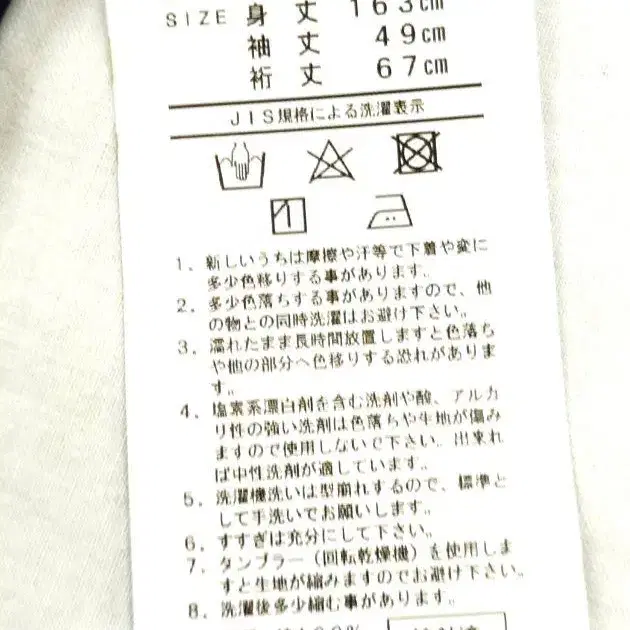 SIZE 身 丈 163cm
袖 丈 49cm
裄 丈 67cm
JIS規格による洗濯表示
1. 新しいうちは摩擦や汗等で下着や変に
多少色移りする事があります。
2. 多少色落ちする事がありますので、他
の物との同時洗濯はお避け下さい。
3. 濡れたまま長時間放置しますと色落ち
や他の部分へ色移りする恐れがありま
す。
4. 塩素系漂白剤を含む洗剤や酸、アルカ
リ性の強い洗剤は色落ちや生地が傷み
ますので使用しないで下さい。出来れ
ば中性洗剤が適しています。
5. 洗濯機洗いは型崩れするので、標準と
して手洗いでお願いします。
6. すすぎは充分にして下さい。
7. タンブラー(回転乾燥機)を使用しま
すと生地が縮みますのでお避け下さい。
8. 洗濯後多少縮む事があります。
100%